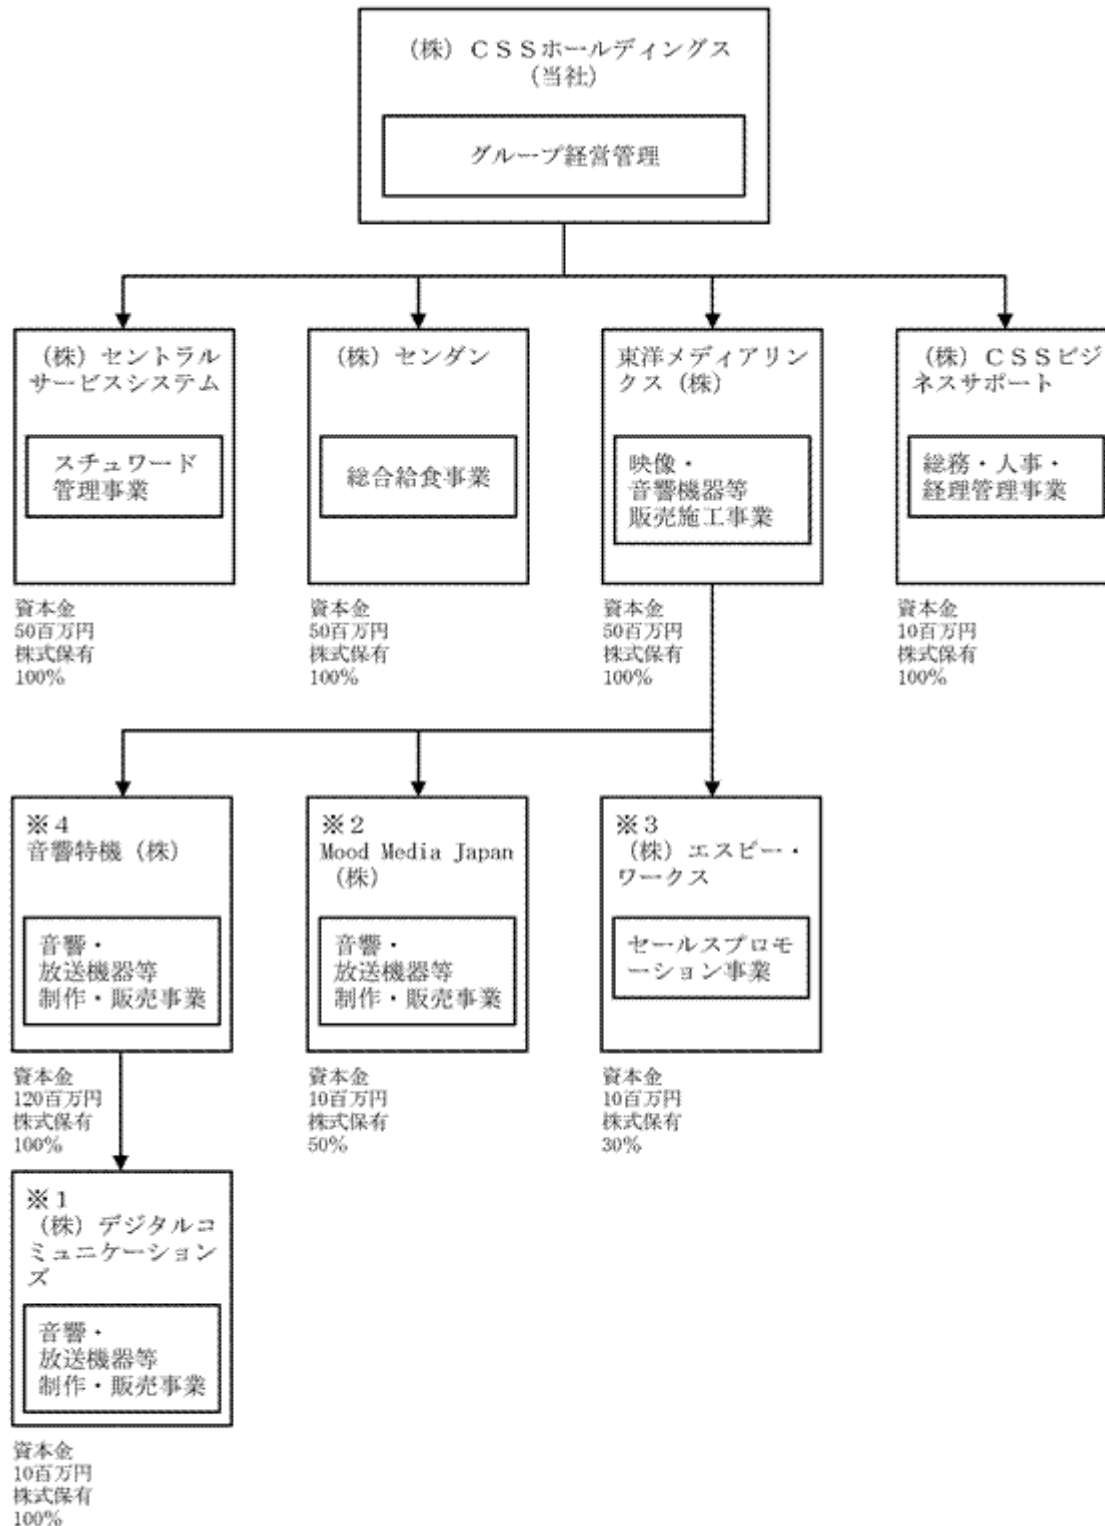 (株)ＣＳＳホールディングス
(当社)
グループ経営管理
(株)セントラル
サービスシステム
スチュワード
管理事業
資本金
50百万円
株式保有
100%
(株)センダン
総合給食事業
資本金
50百万円
株式保有
100%
東洋メディアリン
クス(株)
映像・
音響機器等
販売施工事業
資本金
50百万円
株式保有
100%
(株)ＣＳＳビジ
ネスサポート
総務・人事・
経理管理事業
資本金
10百万円
株式保有
100%
※４
音響特機(株)
音響・
放送機器等
制作・販売事業
資本金
120百万円
株式保有
100%
※２
Mood Media Japan
(株)
音響・
放送機器等
制作・販売事業
資本金
10百万円
株式保有
50%
※３
(株)エスピー・
ワークス
セールスプロモ
ーション事業
資本金
10百万円
株式保有
30%
※１
(株)デジタルコ
ミュニケーション
ズ
音響・
放送機器等
制作・販売事業
資本金
10百万円
株式保有
100%